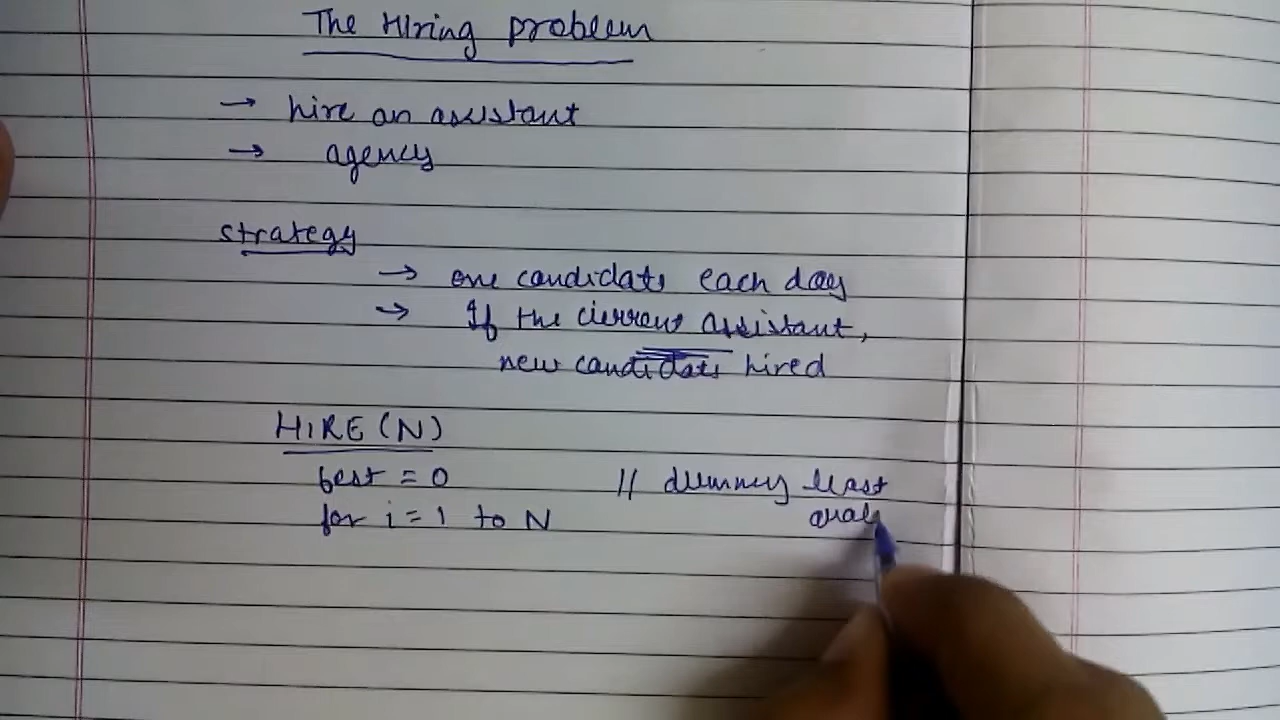 The Hiring problem
→ hire an assistant
→ agency
strategy
→ one candidate each day
→ If the current assistant,
new candidate hired
HIRE (N)
best = 0 // dummy least
for i = 1 to N